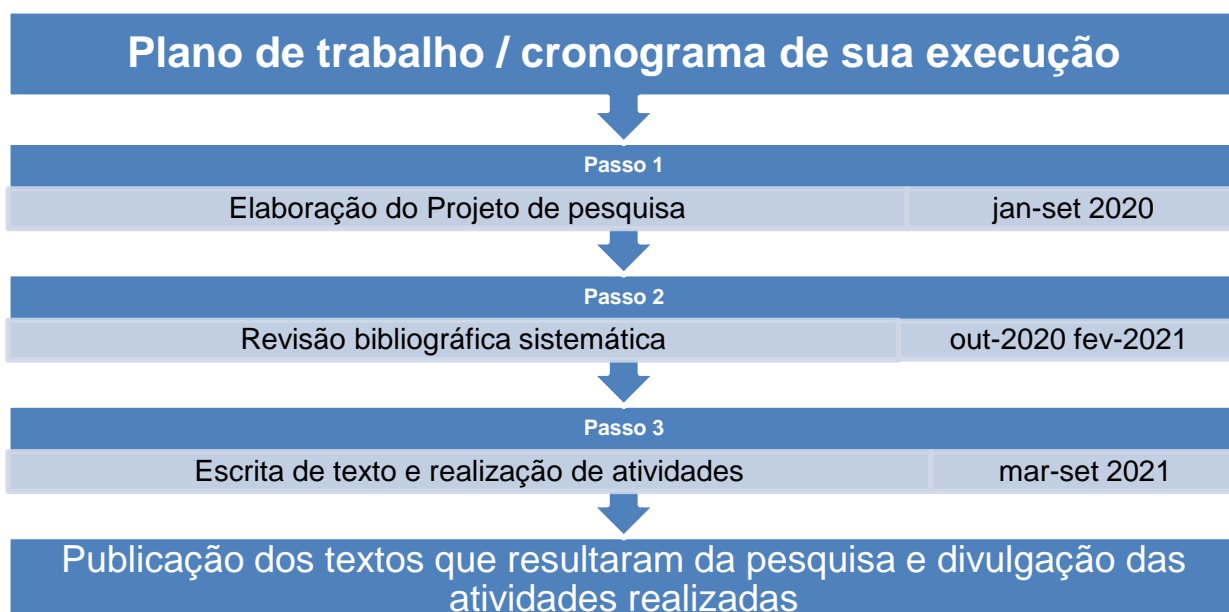 Plano de trabalho / cronograma de sua execução
Passo 1
Elaboração do Projeto de pesquisa jan-set 2020
Passo 2
Revisão bibliográfica sistemática out-2020 fev-2021
Passo 3
Escrita de texto e realização de atividades mar-set 2021
Publicação dos textos que resultaram da pesquisa e divulgação das
atividades realizadas